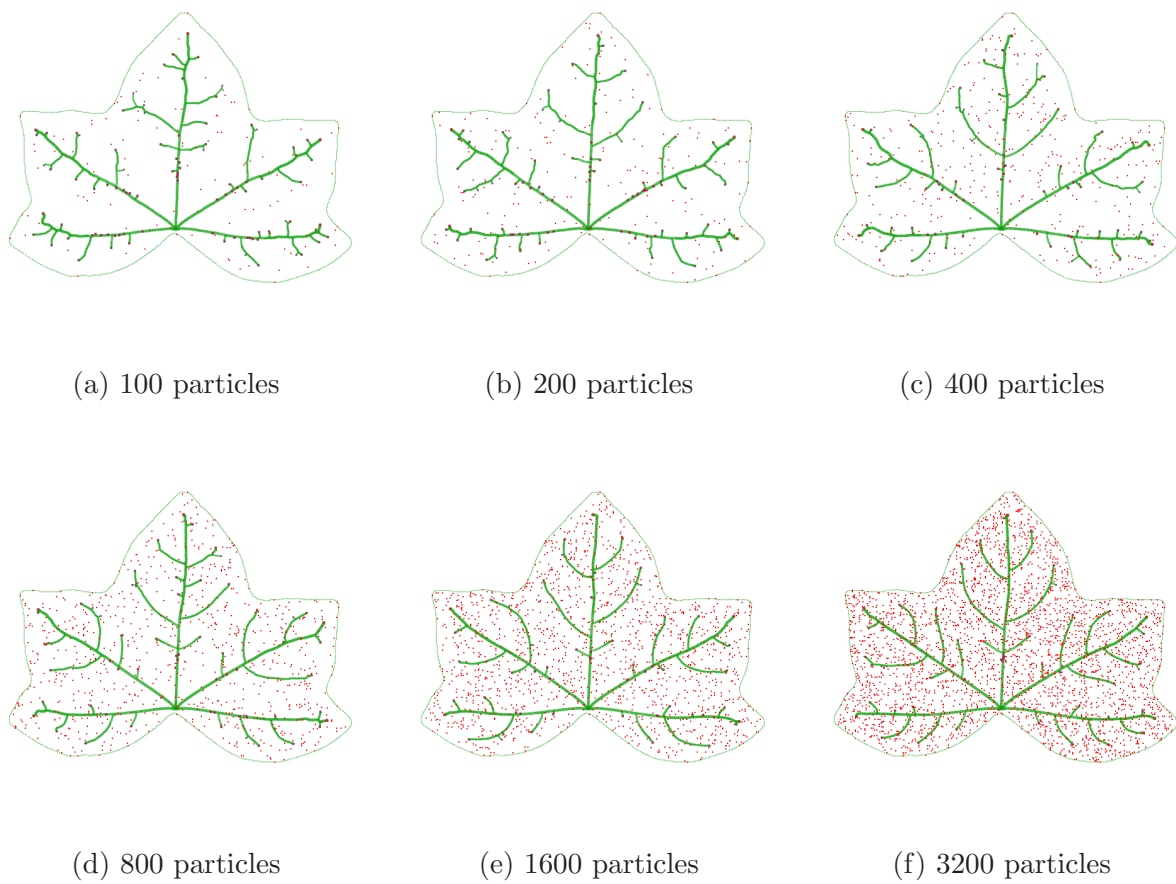 (a) 100 particles
(b) 200 particles
(c) 400 particles
(d) 800 particles
(e) 1600 particles
(f) 3200 particles